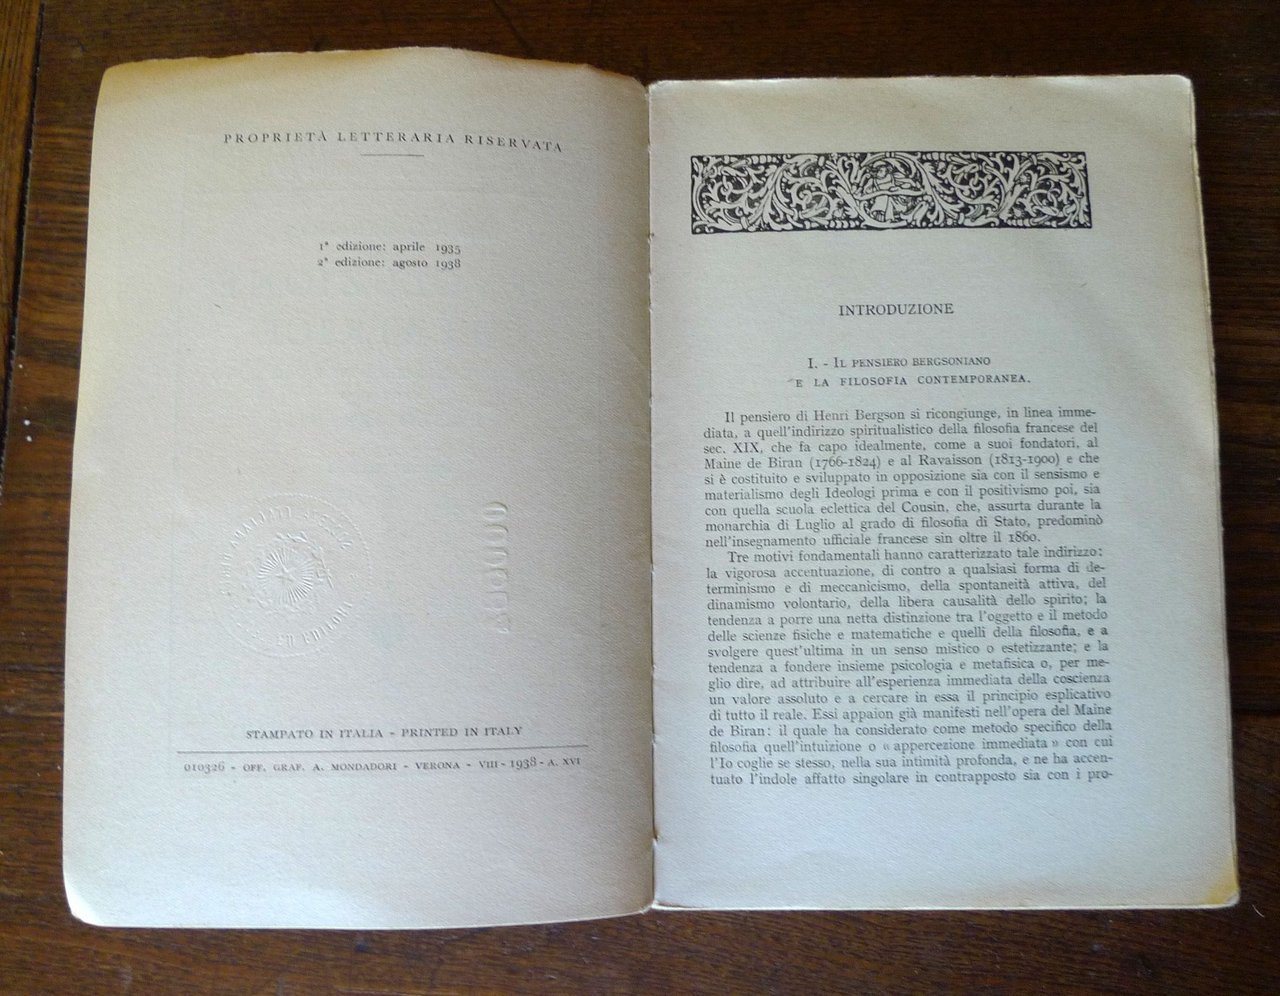 PROPRIETÀ LETTERARIA RISERVATA
1ª edizione: aprile 1935
2ª edizione: agosto 1938
STAMPATO IN ITALIA - PRINTED IN ITALY
010326 - OFF. GRAF. A. MONDADORI - VERONA - VIII - 1938 - A. XVI
INTRODUZIONE
I. - IL PENSIERO BERGSONIANO
E LA FILOSOFIA CONTEMPORANEA.
Il pensiero di Henri Bergson si ricongiunge, in linea imme-
diata, a quell'indirizzo spiritualistico della filosofia francese del
sec. XIX, che fa capo idealmente, come a suoi fondatori, al
Maine de Biran (1766-1824) e al Ravaisson (1813-1900) e che
si è costituito e sviluppato in opposizione sia con il sensismo e
materialismo degli Ideologi prima e con il positivismo poi, sia
con quella scuola eclettica del Cousin, che, assurta durante la
monarchia di Luglio al grado di filosofia di Stato, predominò
nell'insegnamento ufficiale francese sin oltre il 1860.
Tre motivi fondamentali hanno caratterizzato tale indirizzo:
la vigorosa accentuazione, di contro a qualsiasi forma di de-
terminismo e di meccanicismo, della spontaneità attiva, del
dinamismo volontario, della libera causalità dello spirito; la
tendenza a porre una netta distinzione tra l'oggetto e il metodo
delle scienze fisiche e matematiche e quelli della filosofia, e a
svolgere quest'ultima in un senso mistico o estetizzante; e la
tendenza a fondere insieme psicologia e metafisica o, per me-
glio dire, ad attribuire all'esperienza immediata della coscienza
un valore assoluto e a cercare in essa il principio esplicativo
di tutto il reale. Essi appaion già manifesti nell'opera del Maine
de Biran: il quale ha considerato come metodo specifico della
filosofia quell'intuizione o « appercezione immediata » con cui
l'Io coglie se stesso, nella sua intimità profonda, e ne ha accen-
tuato l'indole affatto singolare in contrapposto sia con i pro-